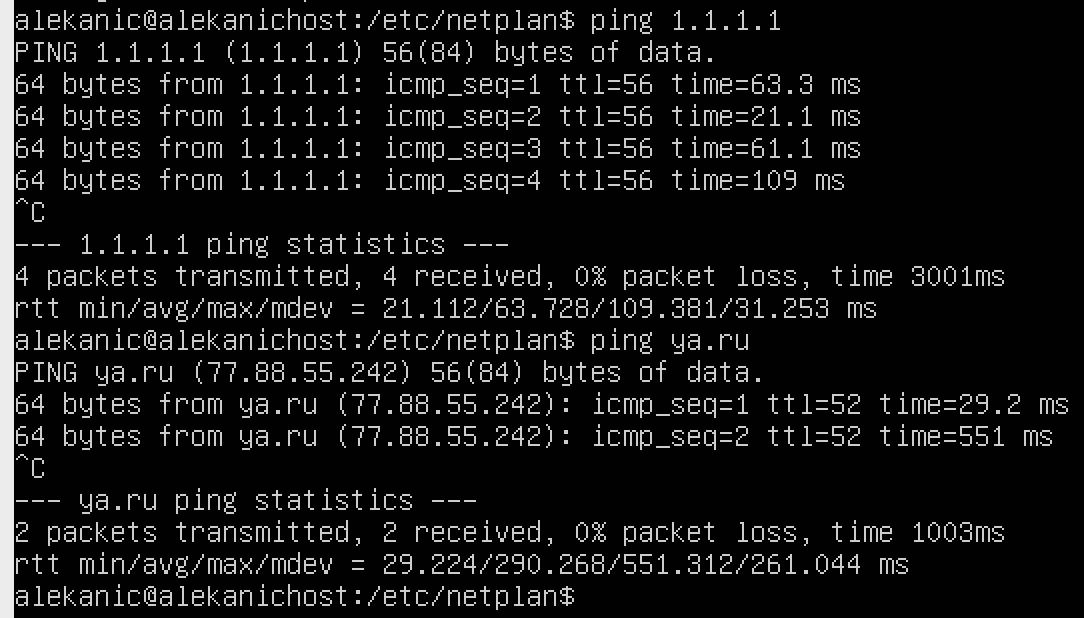 alekanic@alekanichost:/etc/netplan$ ping 1.1.1.1
PING 1.1.1.1 (1.1.1.1) 56(84) bytes of data.
64 bytes from 1.1.1.1: icmp_seq=1 ttl=56 time=63.3 ms
64 bytes from 1.1.1.1: icmp_seq=2 ttl=56 time=21.1 ms
64 bytes from 1.1.1.1: icmp_seq=3 ttl=56 time=61.1 ms
64 bytes from 1.1.1.1: icmp_seq=4 ttl=56 time=109 ms
^C
--- 1.1.1.1 ping statistics ---
4 packets transmitted, 4 received, 0% packet loss, time 3001ms
rtt min/avg/max/mdev = 21.112/63.728/109.381/31.253 ms
alekanic@alekanichost:/etc/netplan$ ping ya.ru
PING ya.ru (77.88.55.242) 56(84) bytes of data.
64 bytes from ya.ru (77.88.55.242): icmp_seq=1 ttl=52 time=29.2 ms
64 bytes from ya.ru (77.88.55.242): icmp_seq=2 ttl=52 time=551 ms
^C
--- ya.ru ping statistics ---
2 packets transmitted, 2 received, 0% packet loss, time 1003ms
rtt min/avg/max/mdev = 29.224/290.268/551.312/261.044 ms
alekanic@alekanichost:/etc/netplan$